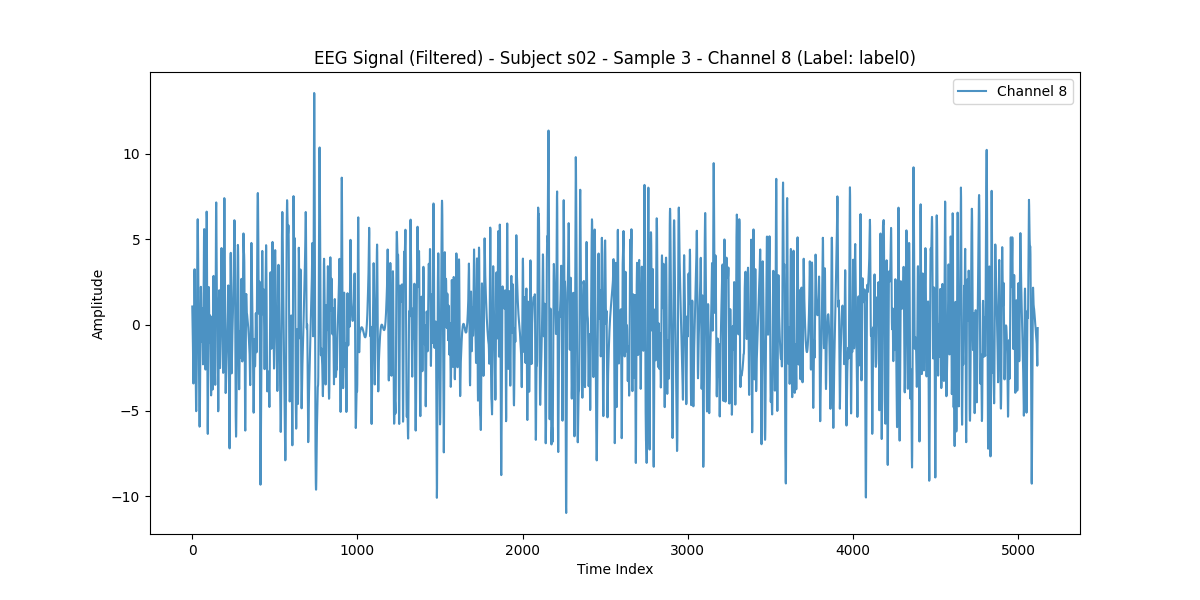 EEG Signal (Filtered) - Subject s02 - Sample 3 - Channel 8 (Label: label0)
Channel 8
10
5
0
−5
−10
Amplitude
0 1000 2000 3000 4000 5000
Time Index